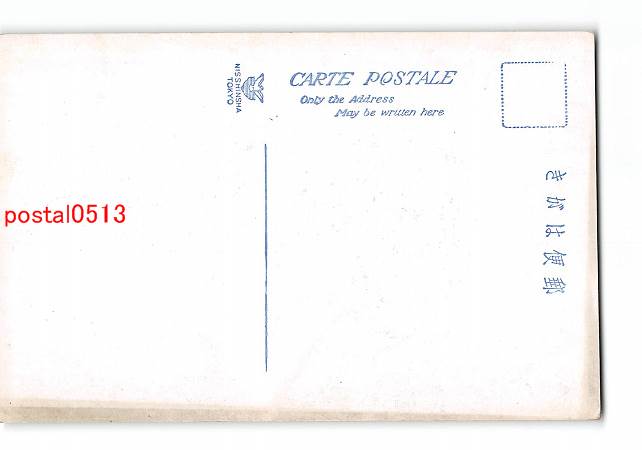 CARTE POSTALE
Only the Address
May be written here
NISSHINSHA
TOKYO
きがは便郵
postal0513